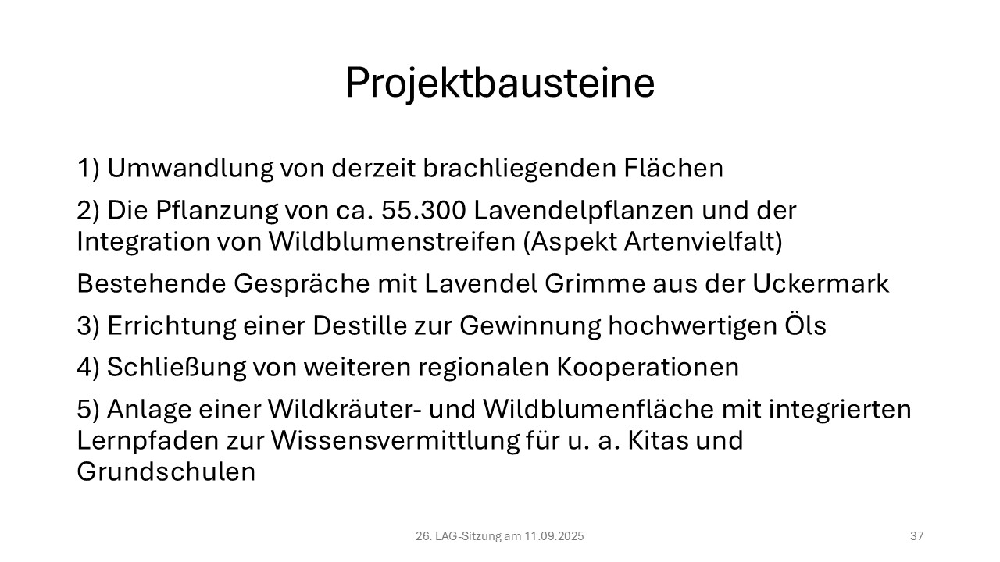 Projektbausteine
1) Umwandlung von derzeit brachliegenden Flächen
2) Die Pflanzung von ca. 55.300 Lavendelpflanzen und der
Integration von Wildblumenstreifen (Aspekt Artenvielfalt)
Bestehende Gespräche mit Lavendel Grimme aus der Uckermark
3) Errichtung einer Destille zur Gewinnung hochwertigen Öls
4) Schließung von weiteren regionalen Kooperationen
5) Anlage einer Wildkräuter- und Wildblumenfläche mit integrierten
Lernpfaden zur Wissensvermittlung für u. a. Kitas und
Grundschulen
26. LAG-Sitzung am 11.09.2025
37